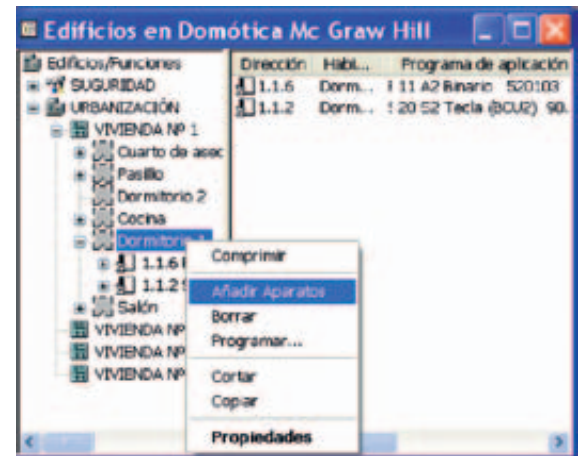 Edificios en Domótica Mc Graw Hill
Edificios/Funciones
Dirección Habi... Programa de aplicación
SUGURIDAD
1.1.6 Dorm... 11 A2 Binario 520103
URBANIZACIÓN
1.1.2 Dorm... 20 S2 Tecla (BCU2) 90.
VIVIENDA Nº 1
Cuarto de asec
Pasillo
Dormitorio 2
Cocina
Dormitorio
1.1.6
1.1.2
Salón
VIVIENDA Nº
VIVIENDA Nº
VIVIENDA Nº
Comprimir
Añadir Aparatos
Borrar
Programar...
Cortar
Copiar
Propiedades